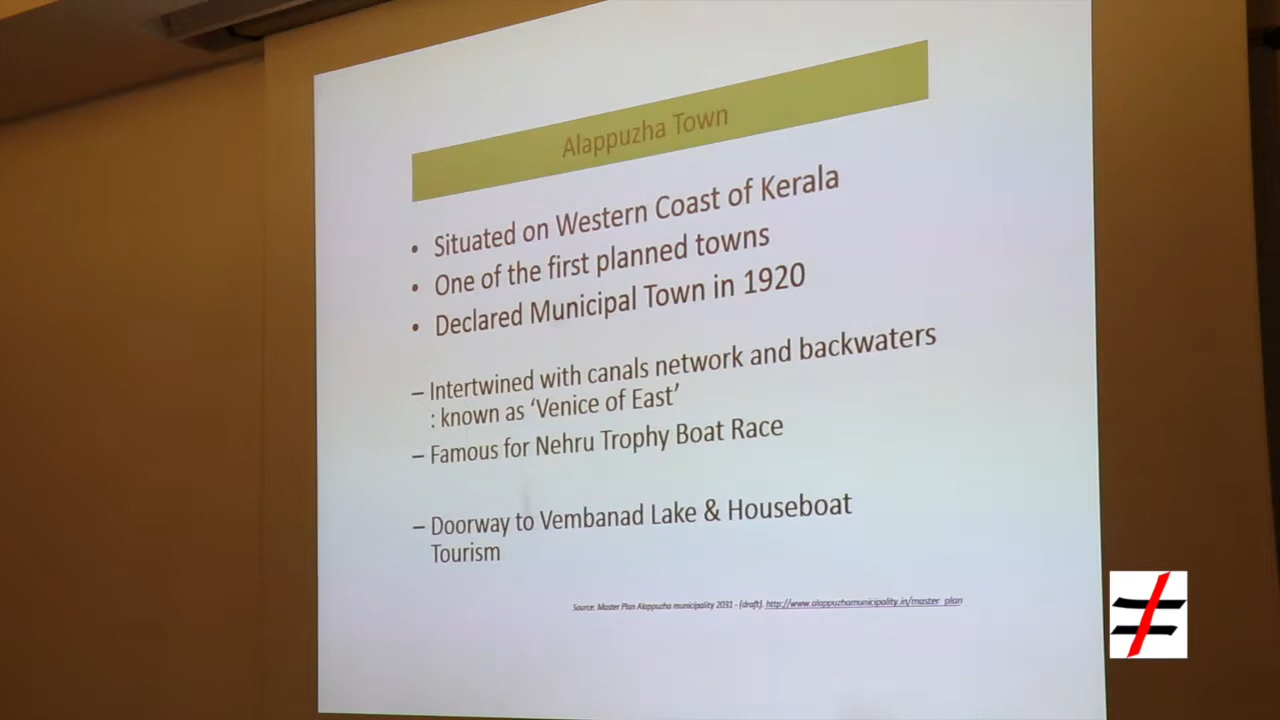 Alappuzha Town
• Situated on Western Coast of Kerala
• One of the first planned towns
• Declared Municipal Town in 1920
– Intertwined with canals network and backwaters
: known as ‘Venice of East’
– Famous for Nehru Trophy Boat Race
– Doorway to Vembanad Lake & Houseboat
Tourism
Source: Master Plan Alappuzha municipality 2031 - (draft). http://www.alappuzhamunicipality.in/master_plan